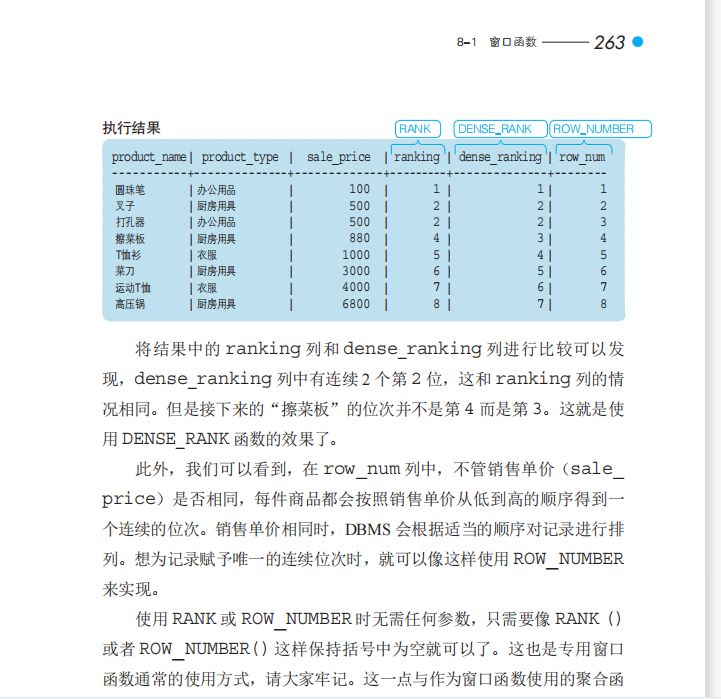 8-1 窗口函数 263
执行结果
RANK DENSE_RANK ROW_NUMBER
product_name| product_type | sale_price | ranking | dense_ranking | row_num
------------+--------------+------------+---------+---------------+--------
圆珠笔 | 办公用品 | 100 | 1 | 1| 1
叉子 | 厨房用具 | 500 | 2 | 2| 2
打孔器 | 办公用品 | 500 | 2 | 2| 3
擦菜板 | 厨房用具 | 880 | 4 | 3| 4
T恤衫 | 衣服 | 1000 | 5 | 4| 5
菜刀 | 厨房用具 | 3000 | 6 | 5| 6
运动T恤 | 衣服 | 4000 | 7 | 6| 7
高压锅 | 厨房用具 | 6800 | 8 | 7| 8
将结果中的 ranking 列和 dense_ranking 列进行比较可以发
现，dense_ranking 列中有连续 2 个第 2 位，这和 ranking 列的情
况相同。但是接下来的“擦菜板”的位次并不是第 4 而是第 3。这就是使
用 DENSE_RANK 函数的效果了。
此外，我们可以看到，在 row_num 列中，不管销售单价（sale_
price）是否相同，每件商品都会按照销售单价从低到高的顺序得到一
个连续的位次。销售单价相同时，DBMS 会根据适当的顺序对记录进行排
列。想为记录赋予唯一的连续位次时，就可以像这样使用 ROW_NUMBER
来实现。
使用 RANK 或 ROW_NUMBER 时无需任何参数，只需要像 RANK ()
或者 ROW_NUMBER() 这样保持括号中为空就可以了。这也是专用窗口
函数通常的使用方式，请大家牢记。这一点与作为窗口函数使用的聚合函